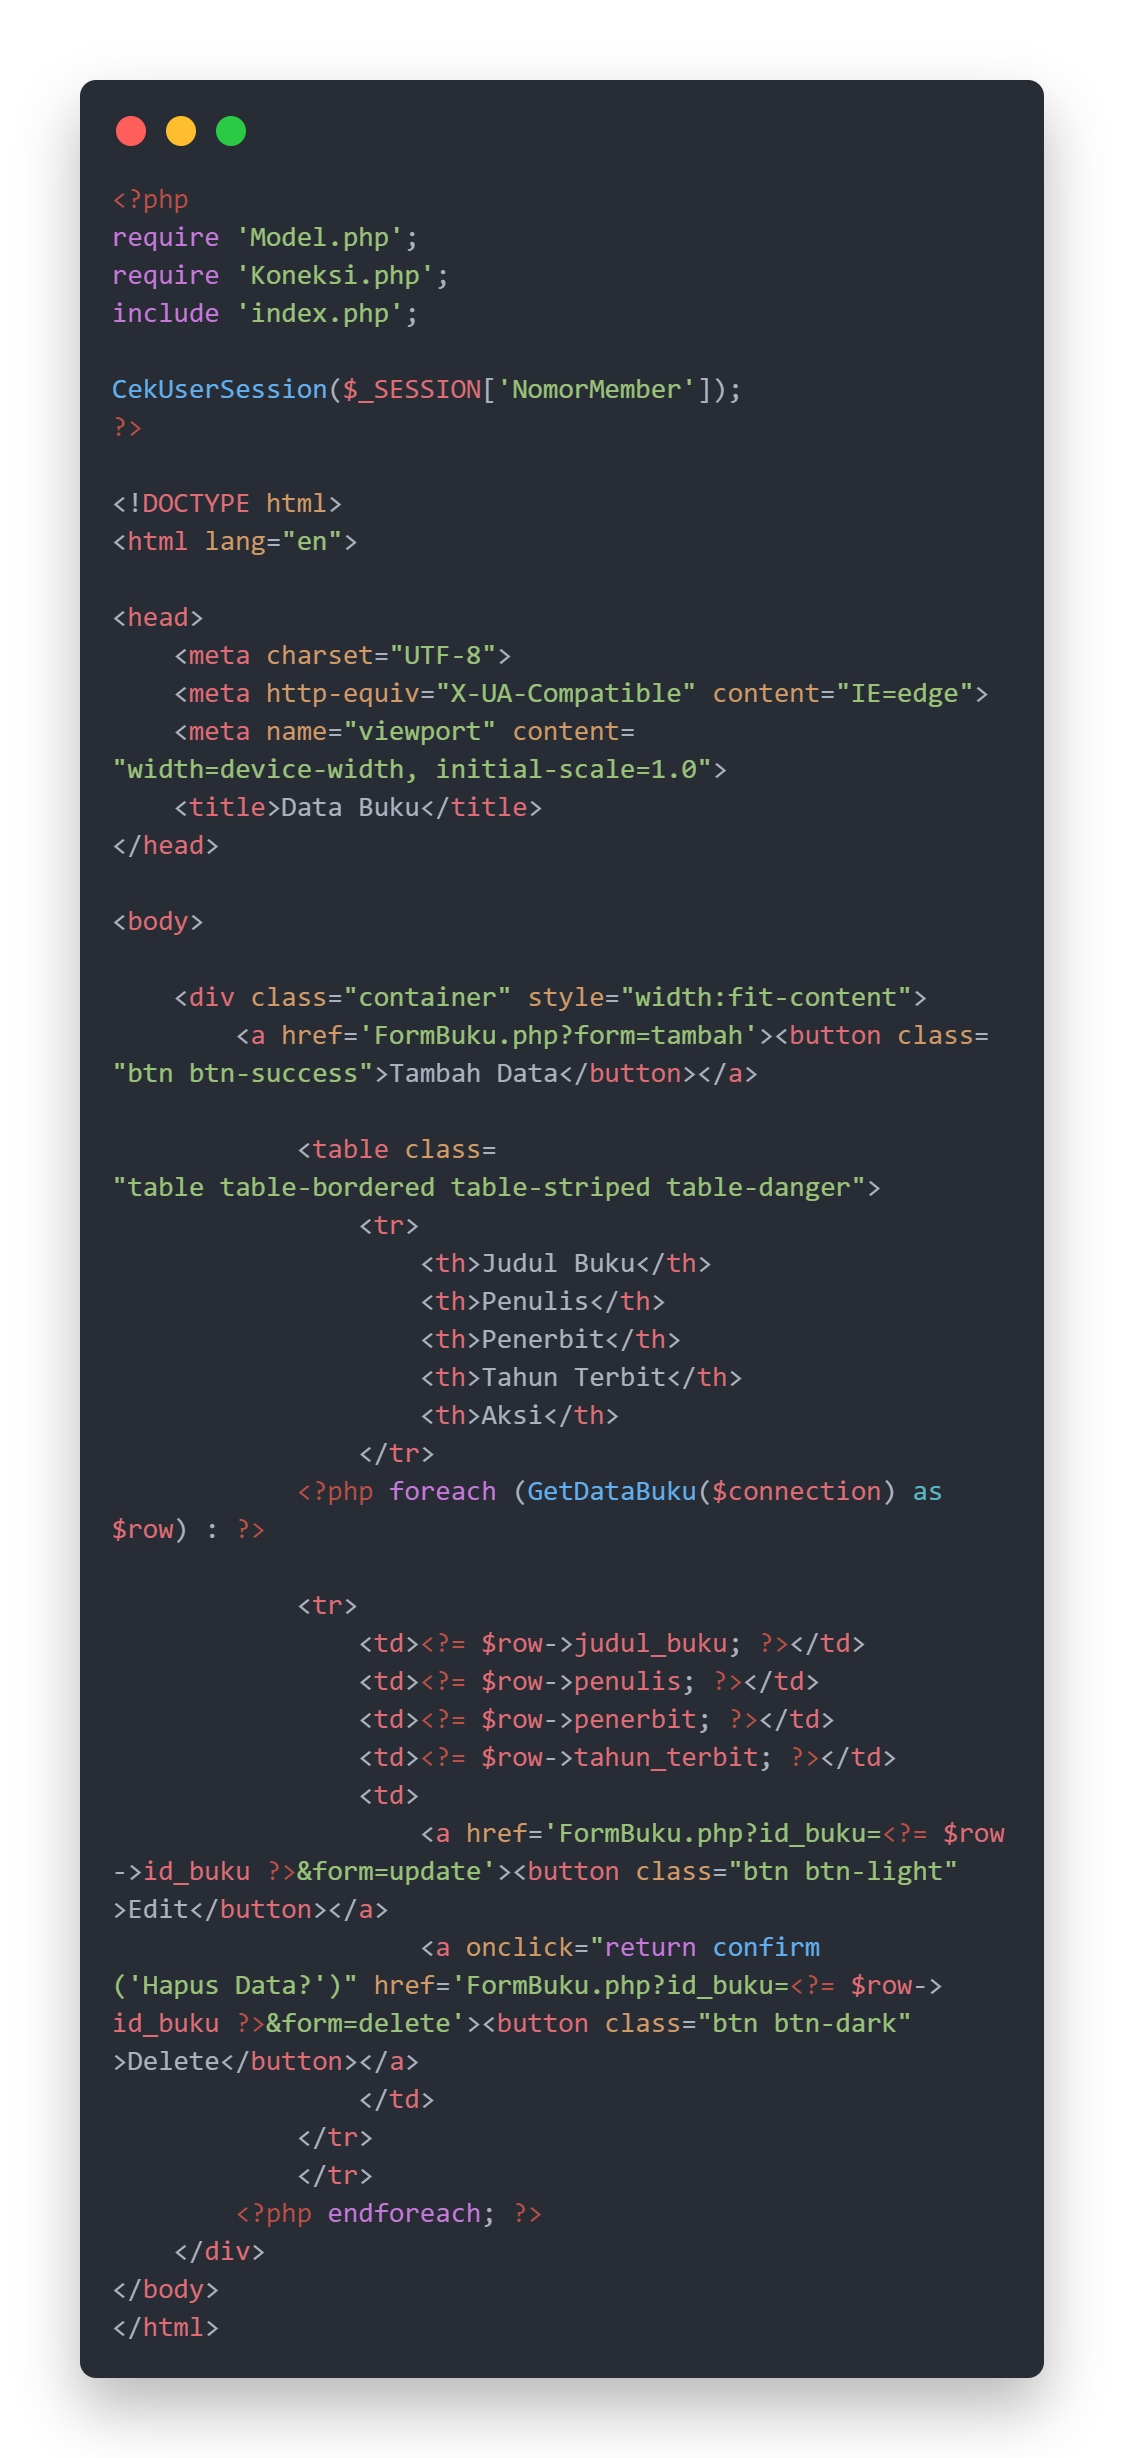 <?php
require 'Model.php';
require 'Koneksi.php';
include 'index.php';

CekUserSession($_SESSION['NomorMember']);
?>

<!DOCTYPE html>
<html lang="en">

<head>
    <meta charset="UTF-8">
    <meta http-equiv="X-UA-Compatible" content="IE=edge">
    <meta name="viewport" content=
"width=device-width, initial-scale=1.0">
    <title>Data Buku</title>
</head>

<body>

    <div class="container" style="width:fit-content">
        <a href='FormBuku.php?form=tambah'><button class=
"btn btn-success">Tambah Data</button></a>

            <table class=
"table table-bordered table-striped table-danger">
                <tr>
                    <th>Judul Buku</th>
                    <th>Penulis</th>
                    <th>Penerbit</th>
                    <th>Tahun Terbit</th>
                    <th>Aksi</th>
                </tr>
            <?php foreach (GetDataBuku($connection) as
$row) : ?>

            <tr>
                <td><?= $row->judul_buku; ?></td>
                <td><?= $row->penulis; ?></td>
                <td><?= $row->penerbit; ?></td>
                <td><?= $row->tahun_terbit; ?></td>
                <td>
                    <a href='FormBuku.php?id_buku=<?= $row
->id_buku ?>&form=update'><button class="btn btn-light"
>Edit</button></a>
                    <a onclick="return confirm
('Hapus Data?')" href='FormBuku.php?id_buku=<?= $row->
id_buku ?>&form=delete'><button class="btn btn-dark"
>Delete</button></a>
                </td>
            </tr>
            </tr>
        <?php endforeach; ?>
    </div>
</body>
</html>